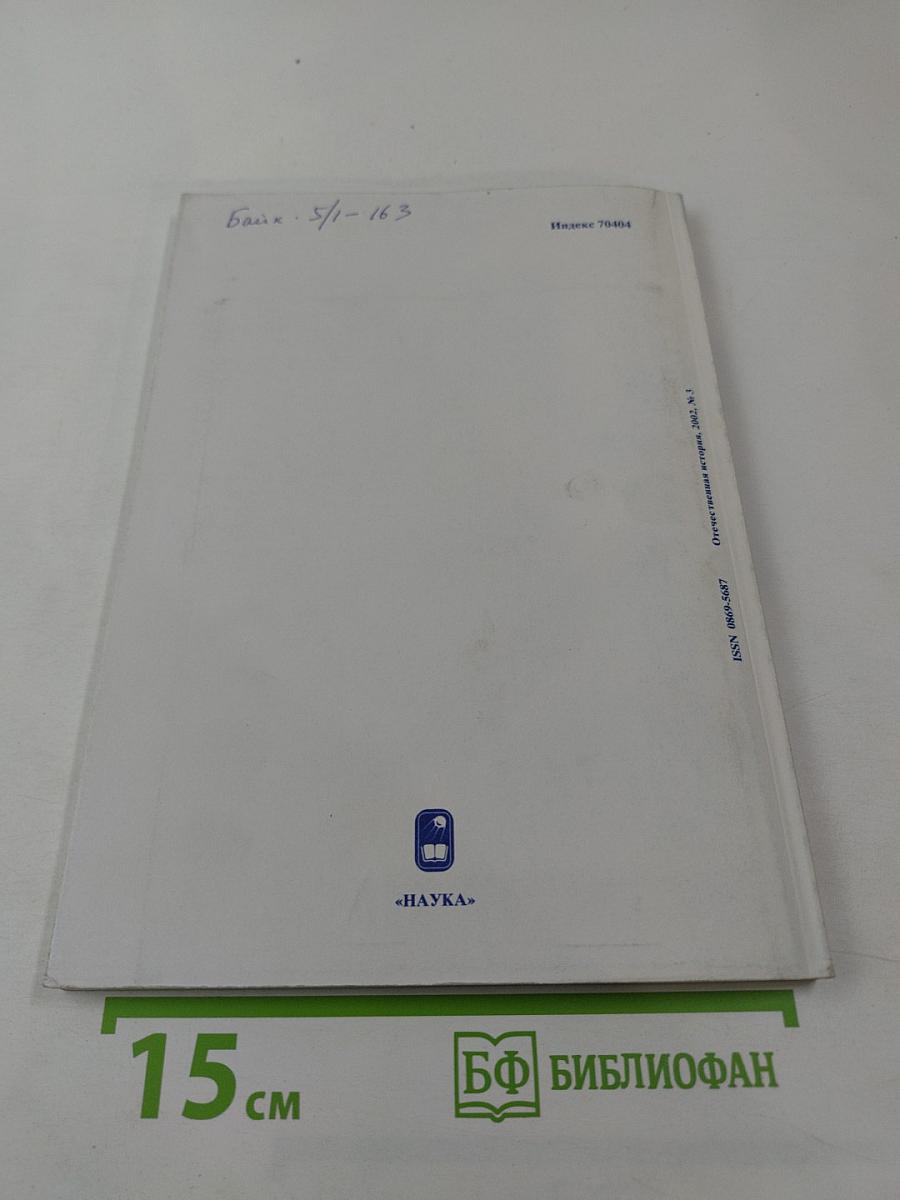 Байк. 5/1-163
Индекс 70404
ISSN 0869-5687 Отечественная история, 2002, № 3
«НАУКА»
15 см
БФ БИБЛИОФАН